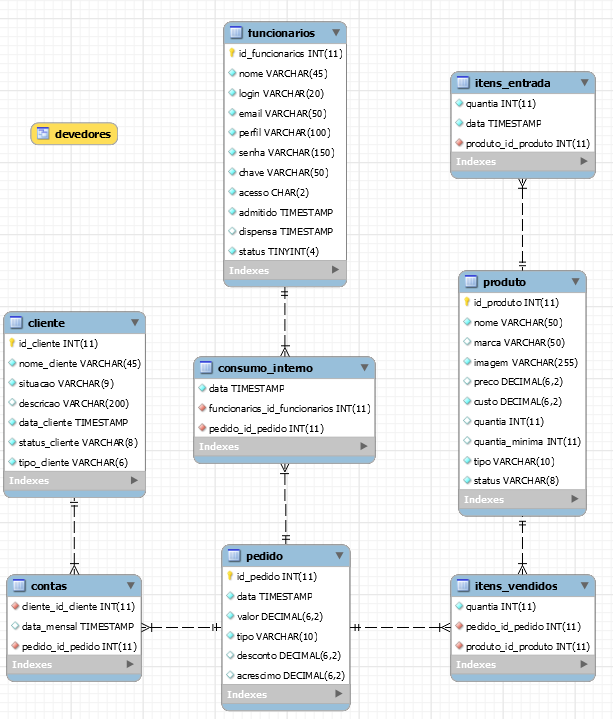 funcionarios
id_funcionarios INT(11)
nome VARCHAR(45)
login VARCHAR(20)
email VARCHAR(50)
perfil VARCHAR(100)
senha VARCHAR(150)
chave VARCHAR(50)
acesso CHAR(2)
admitido TIMESTAMP
dispensa TIMESTAMP
status TINYINT(4)
Indexes
itens_entrada
quantia INT(11)
data TIMESTAMP
produto_id_produto INT(11)
Indexes
devedores
produto
id_produto INT(11)
nome VARCHAR(50)
marca VARCHAR(50)
imagem VARCHAR(255)
preco DECIMAL(6,2)
custo DECIMAL(6,2)
quantia INT(11)
quantia_minima INT(11)
tipo VARCHAR(10)
status VARCHAR(8)
Indexes
cliente
id_cliente INT(11)
nome_cliente VARCHAR(45)
situacao VARCHAR(9)
descricao VARCHAR(200)
data_cliente TIMESTAMP
status_cliente VARCHAR(8)
tipo_cliente VARCHAR(6)
Indexes
consumo_interno
data TIMESTAMP
funcionarios_id_funcionarios INT(11)
pedido_id_pedido INT(11)
Indexes
contas
cliente_id_cliente INT(11)
data_mensal TIMESTAMP
pedido_id_pedido INT(11)
Indexes
pedido
id_pedido INT(11)
data TIMESTAMP
valor DECIMAL(6,2)
tipo VARCHAR(10)
desconto DECIMAL(6,2)
acrescimo DECIMAL(6,2)
Indexes
itens_vendidos
quantia INT(11)
pedido_id_pedido INT(11)
produto_id_produto INT(11)
Indexes